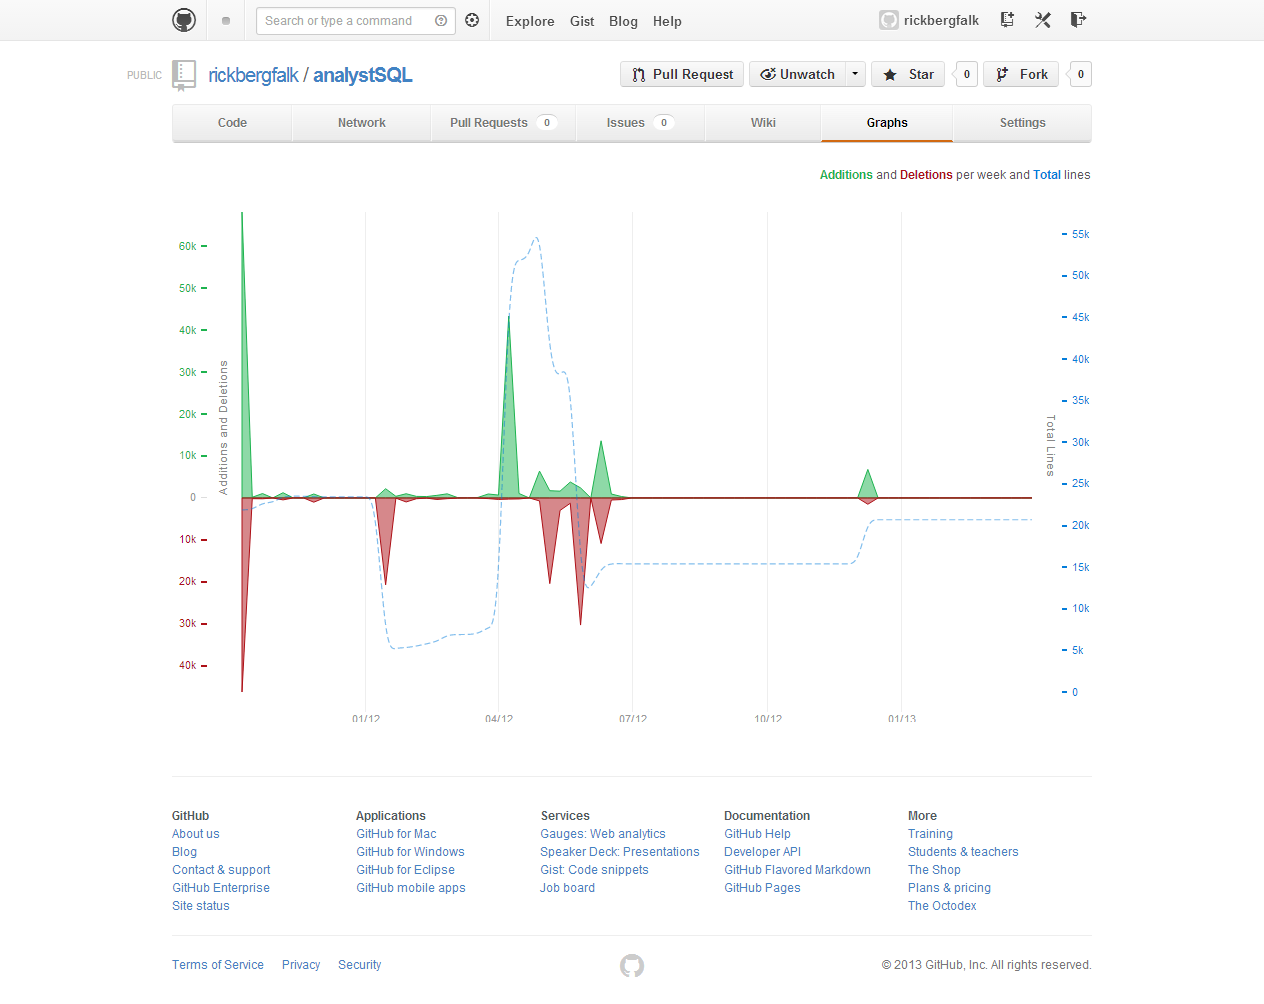 Search or type a command
Explore Gist Blog Help
rickbergfalk
PUBLIC
rickbergfalk / analystSQL
Pull Request
Unwatch
Star 0
Fork 0
Code
Network
Pull Requests 0
Issues 0
Wiki
Graphs
Settings
Additions and Deletions per week and Total lines
60k
50k
40k
30k
20k
10k
0
10k
20k
30k
40k
Additions and Deletions
55k
50k
45k
40k
35k
30k
25k
20k
15k
10k
5k
0
Total Lines
01/12
04/12
07/12
10/12
01/13
GitHub
About us
Blog
Contact & support
GitHub Enterprise
Site status
Applications
GitHub for Mac
GitHub for Windows
GitHub for Eclipse
GitHub mobile apps
Services
Gauges: Web analytics
Speaker Deck: Presentations
Gist: Code snippets
Job board
Documentation
GitHub Help
Developer API
GitHub Flavored Markdown
GitHub Pages
More
Training
Students & teachers
The Shop
Plans & pricing
The Octodex
Terms of Service Privacy Security
© 2013 GitHub, Inc. All rights reserved.